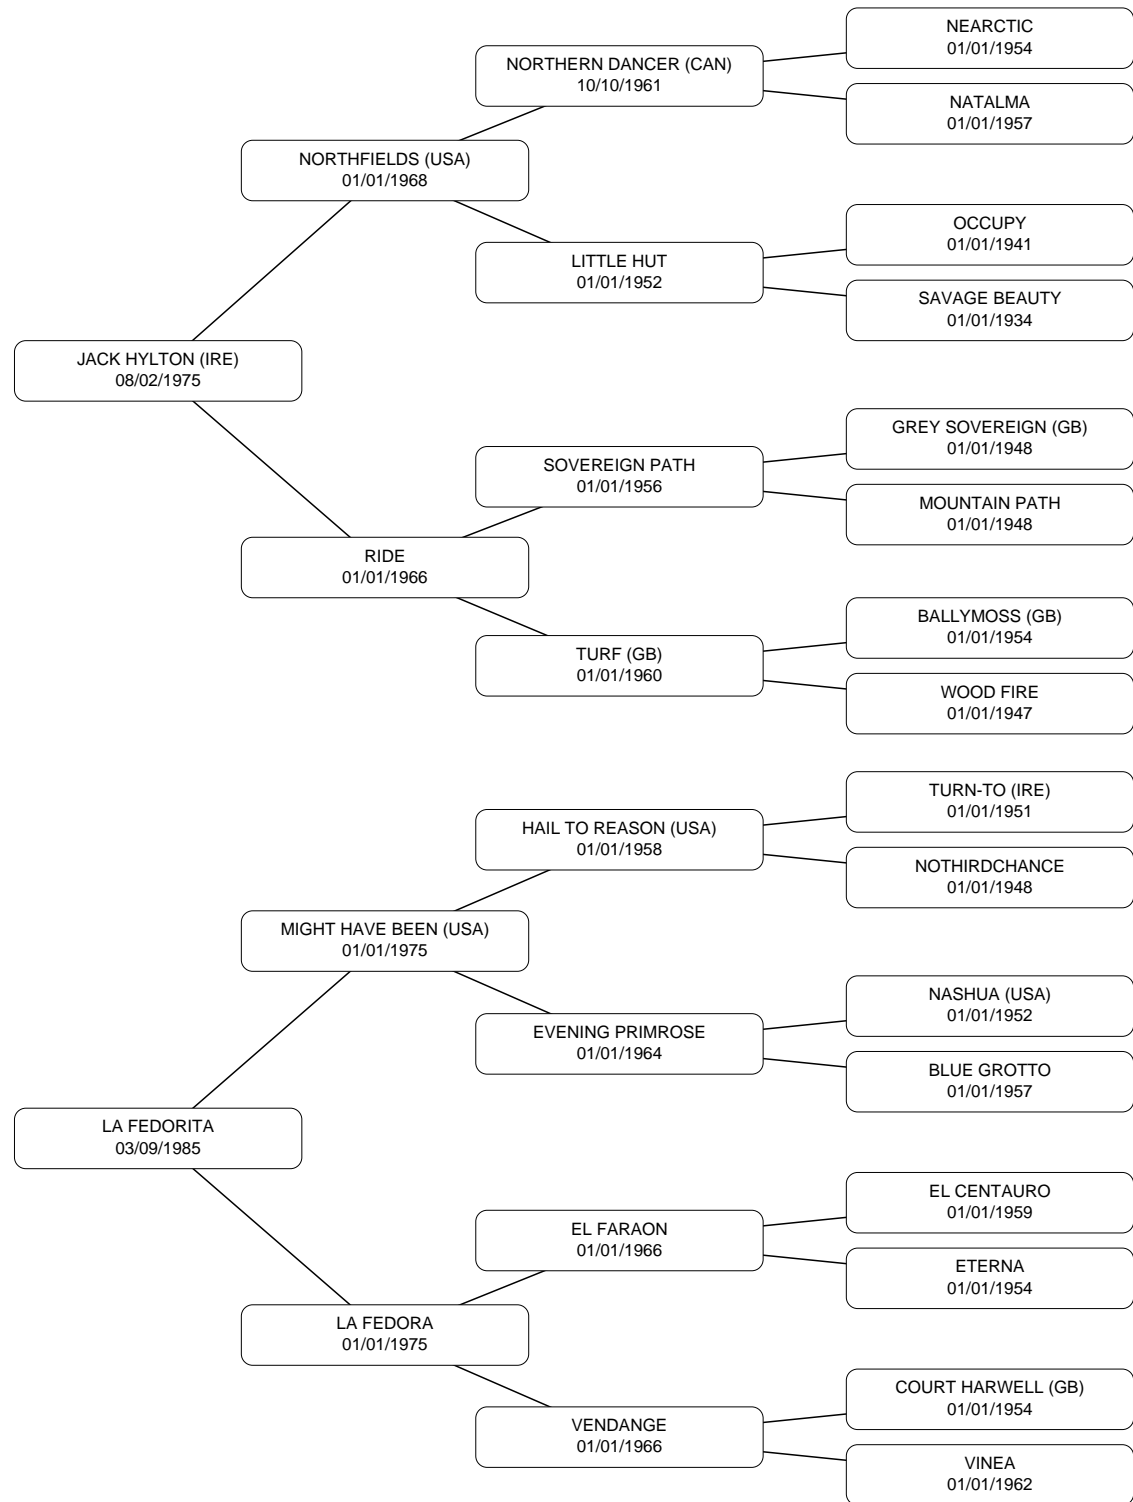 NEARCTIC
01/01/1954
NORTHERN DANCER (CAN)
10/10/1961
NATALMA
01/01/1957
NORTHFIELDS (USA)
01/01/1968
OCCUPY
01/01/1941
LITTLE HUT
01/01/1952
SAVAGE BEAUTY
01/01/1934
JACK HYLTON (IRE)
08/02/1975
GREY SOVEREIGN (GB)
01/01/1948
SOVEREIGN PATH
01/01/1956
MOUNTAIN PATH
01/01/1948
RIDE
01/01/1966
BALLYMOSS (GB)
01/01/1954
TURF (GB)
01/01/1960
WOOD FIRE
01/01/1947
TURN-TO (IRE)
01/01/1951
HAIL TO REASON (USA)
01/01/1958
NOTHIRDCHANCE
01/01/1948
MIGHT HAVE BEEN (USA)
01/01/1975
NASHUA (USA)
01/01/1952
EVENING PRIMROSE
01/01/1964
BLUE GROTTO
01/01/1957
LA FEDORITA
03/09/1985
EL CENTAURO
01/01/1959
EL FARAON
01/01/1966
ETERNA
01/01/1954
LA FEDORA
01/01/1975
COURT HARWELL (GB)
01/01/1954
VENDANGE
01/01/1966
VINEA
01/01/1962